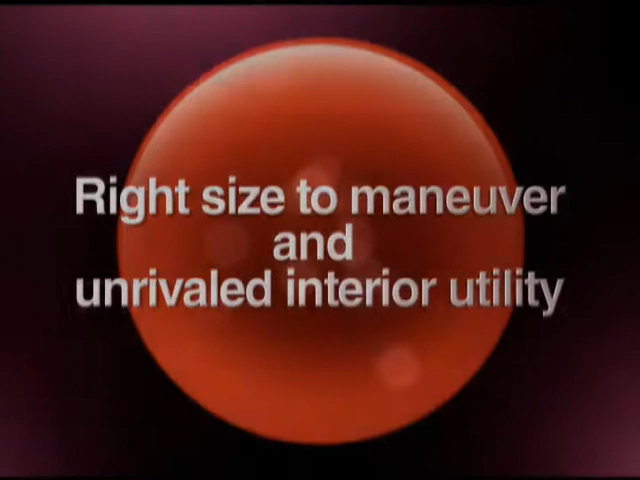 Right size to maneuver
and
unrivaled interior utility